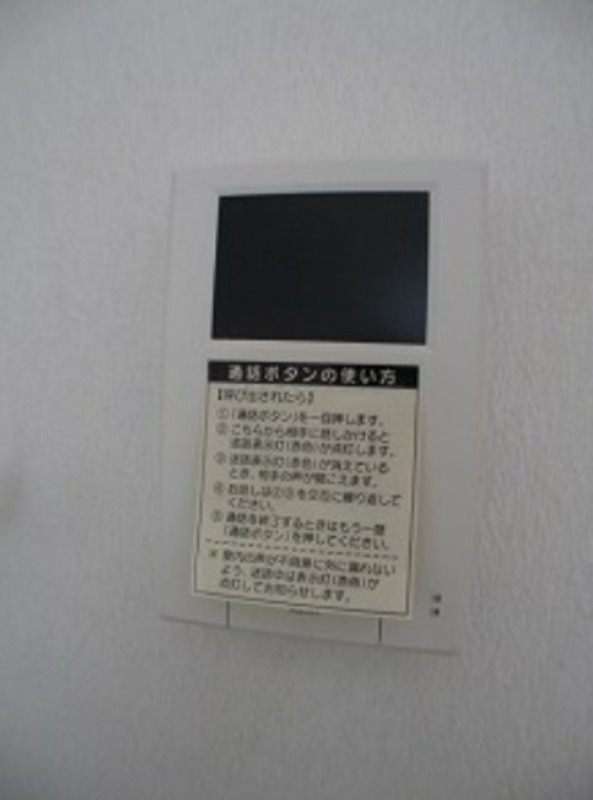 通話ボタンの使い方
【呼び出されたら】
①「通話ボタン」を一回押します。
② こちらから相手に話しかけると
送話表示灯(赤色)が点灯します。
③ 送話表示灯(赤色)が消えている
とき、相手の声が聞こえます。
④ お話しは②③を交互に繰り返して
ください。
⑤ 通話を終了するときはもう一度
「通話ボタン」を押してください。
※ 室内の声が不用意に外に漏れない
よう、送話中は表示灯(赤色)が
点灯してお知らせします。